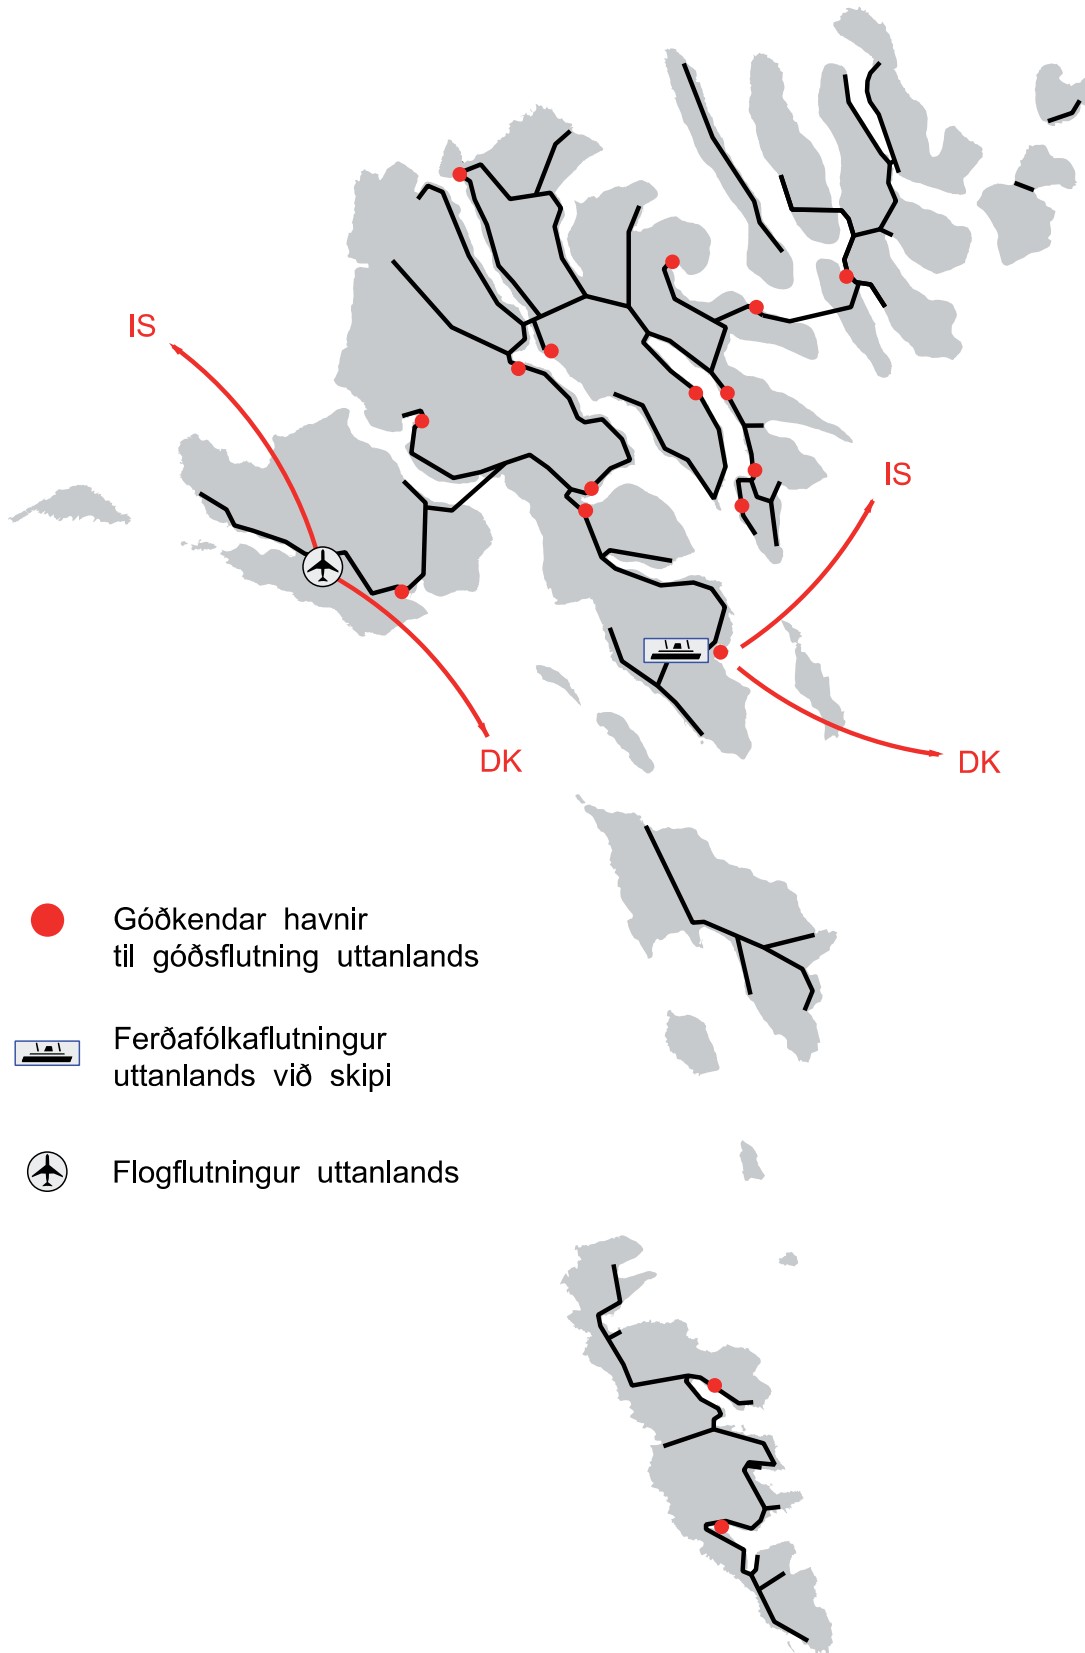 IS
IS
DK
DK
Góðkendar havnir
til góðsflutning uttanlands
Ferðafólkaflutningur
uttanlands við skipi
Flogflutningur uttanlands